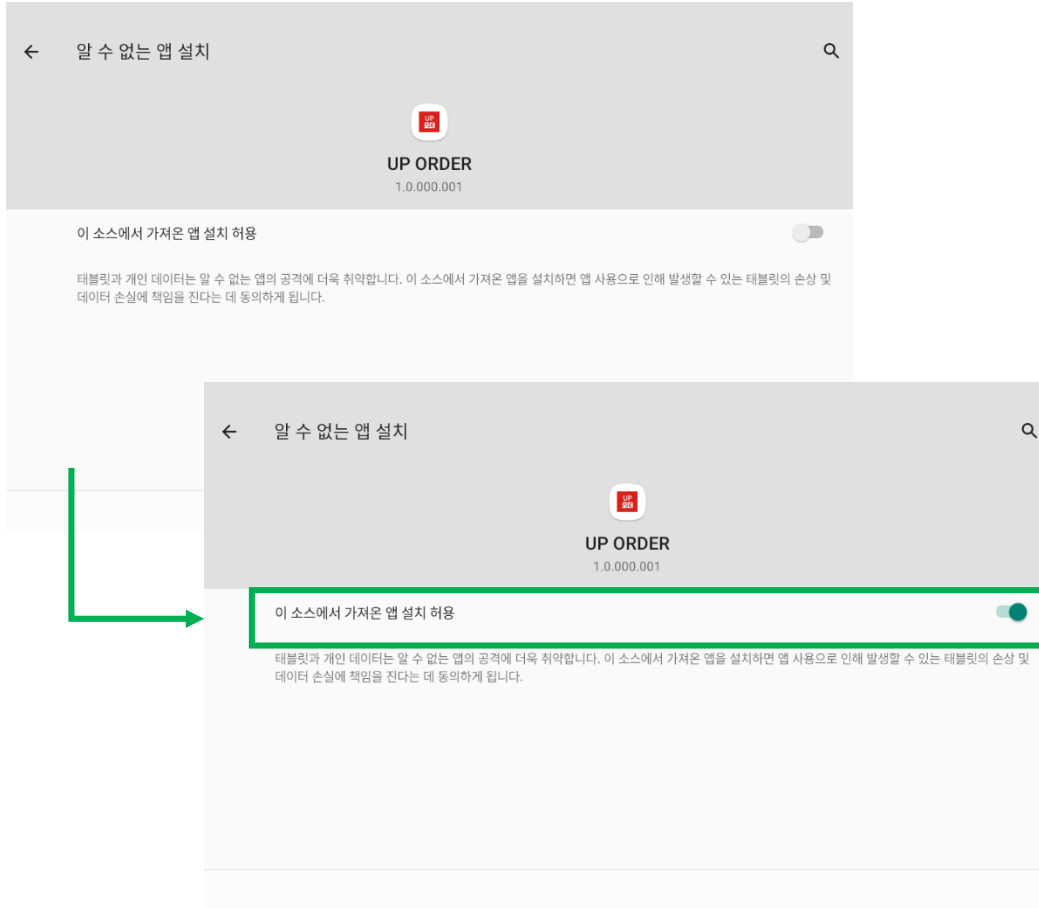 알 수 없는 앱 설치
UP
오더
UP ORDER
1.0.000.001
이 소스에서 가져온 앱 설치 허용
태블릿과 개인 데이터는 알 수 없는 앱의 공격에 더욱 취약합니다. 이 소스에서 가져온 앱을 설치하면 앱 사용으로 인해 발생할 수 있는 태블릿의 손상 및
데이터 손실에 책임을 진다는 데 동의하게 됩니다.
알 수 없는 앱 설치
UP
오더
UP ORDER
1.0.000.001
이 소스에서 가져온 앱 설치 허용
태블릿과 개인 데이터는 알 수 없는 앱의 공격에 더욱 취약합니다. 이 소스에서 가져온 앱을 설치하면 앱 사용으로 인해 발생할 수 있는 태블릿의 손상 및
데이터 손실에 책임을 진다는 데 동의하게 됩니다.